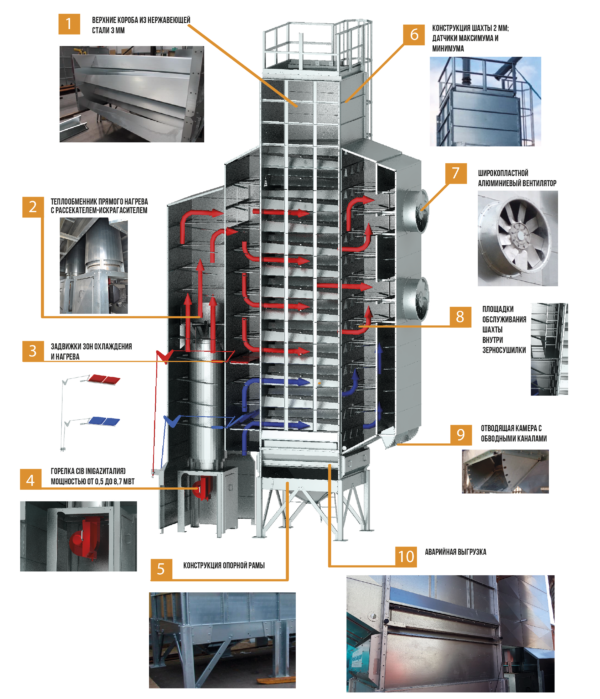 1
ВЕРХНИЕ КОРОБА ИЗ НЕРЖАВЕЮЩЕЙ
СТАЛИ 3 ММ
6
КОНСТРУКЦИЯ ШАХТЫ 2 ММ:
ДАТЧИКИ МАКСИМУМА И
МИНИМУМА
2
ТЕПЛООБМЕННИК ПРЯМОГО НАГРЕВА
С РАССЕКАТЕЛЕМ-ИСКРАГАСИТЕЛЕМ
7
ШИРОКОПЛАСТНОЙ
АЛЮМИНИЕВЫЙ ВЕНТИЛЯТОР
3
ЗАДВИЖКИ ЗОН ОХЛАЖДЕНИЯ
И НАГРЕВА
8
ПЛОЩАДКИ
ОБСЛУЖИВАНИЯ
ШАХТЫ
ВНУТРИ
ЗЕРНОСУШИЛКИ
4
ГОРЕЛКА CIB UNIGAZ(ИТАЛИЯ)
МОЩНОСТЬЮ ОТ 0,5 ДО 8,7 МВТ
9
ОТВОДЯЩАЯ КАМЕРА С
ОБВОДНЫМИ КАНАЛАМИ
5
КОНСТРУКЦИЯ ОПОРНОЙ РАМЫ
10
АВАРИЙНАЯ ВЫГРУЗКА